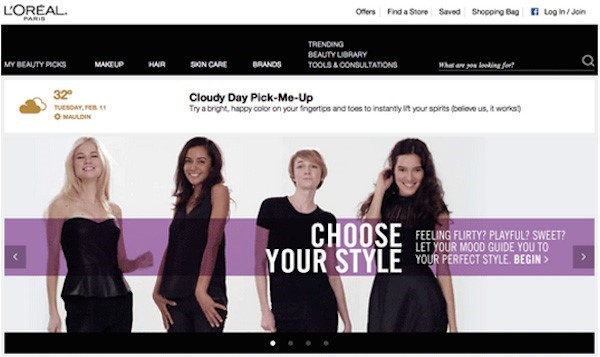 L'ORÉAL
PARIS
Offers Find a Store Saved Shopping Bag Log In / Join
MY BEAUTY PICKS MAKEUP HAIR SKIN CARE BRANDS
TRENDING
BEAUTY LIBRARY
TOOLS & CONSULTATIONS
What are you looking for?
32°
TUESDAY, FEB. 11
MAULDIN
Cloudy Day Pick-Me-Up
Try a bright, happy color on your fingertips and toes to instantly lift your spirits (believe us, it works!)
CHOOSE
YOUR STYLE
FEELING FLIRTY? PLAYFUL? SWEET?
LET YOUR MOOD GUIDE YOU TO
YOUR PERFECT STYLE. BEGIN >